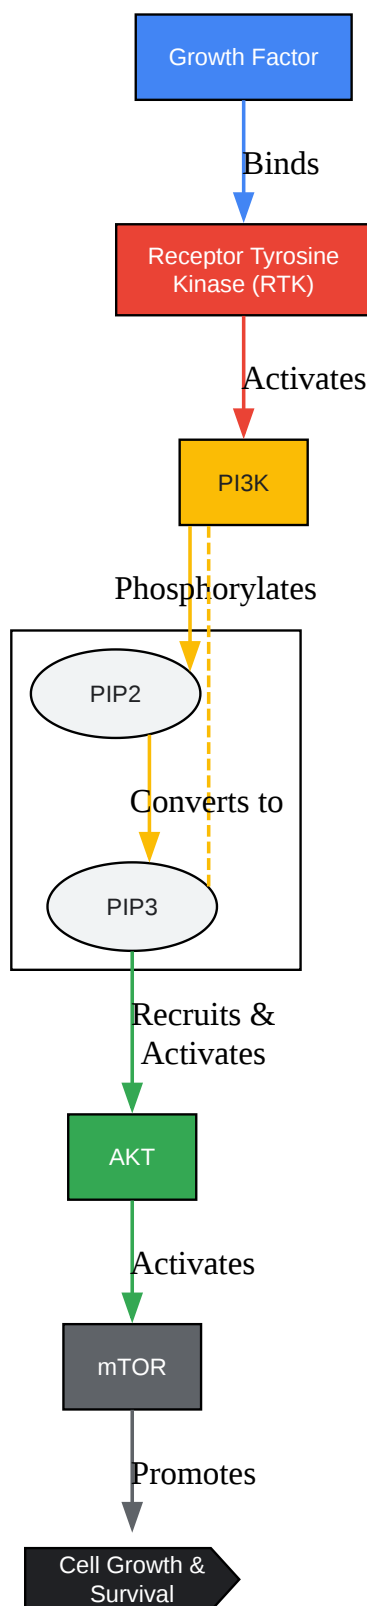 Growth Factor
Binds
Receptor Tyrosine
Kinase (RTK)
Activates
PI3K
Phosphorylates
PIP2
Converts to
PIP3
Recruits &
Activates
AKT
Activates
mTOR
Promotes
Cell Growth &
Survival